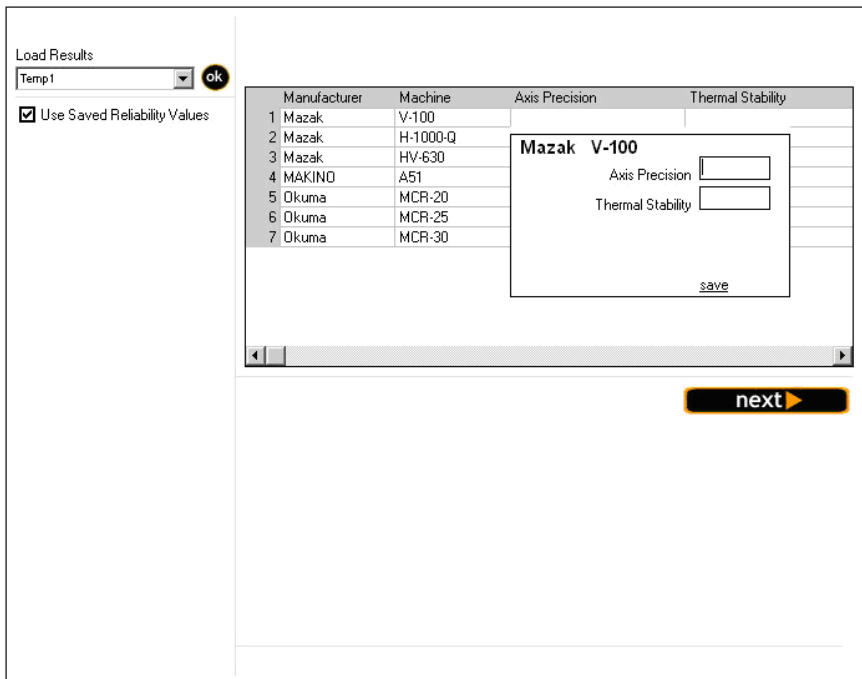 Load Results
Temp1 ok
Use Saved Reliability Values
Manufacturer Machine Axis Precision Thermal Stability
1 Mazak V-100
2 Mazak H-1000-Q
3 Mazak HV-630
4 MAKINO A51
5 Okuma MCR-20
6 Okuma MCR-25
7 Okuma MCR-30
Mazak V-100
Axis Precision
Thermal Stability
save
next